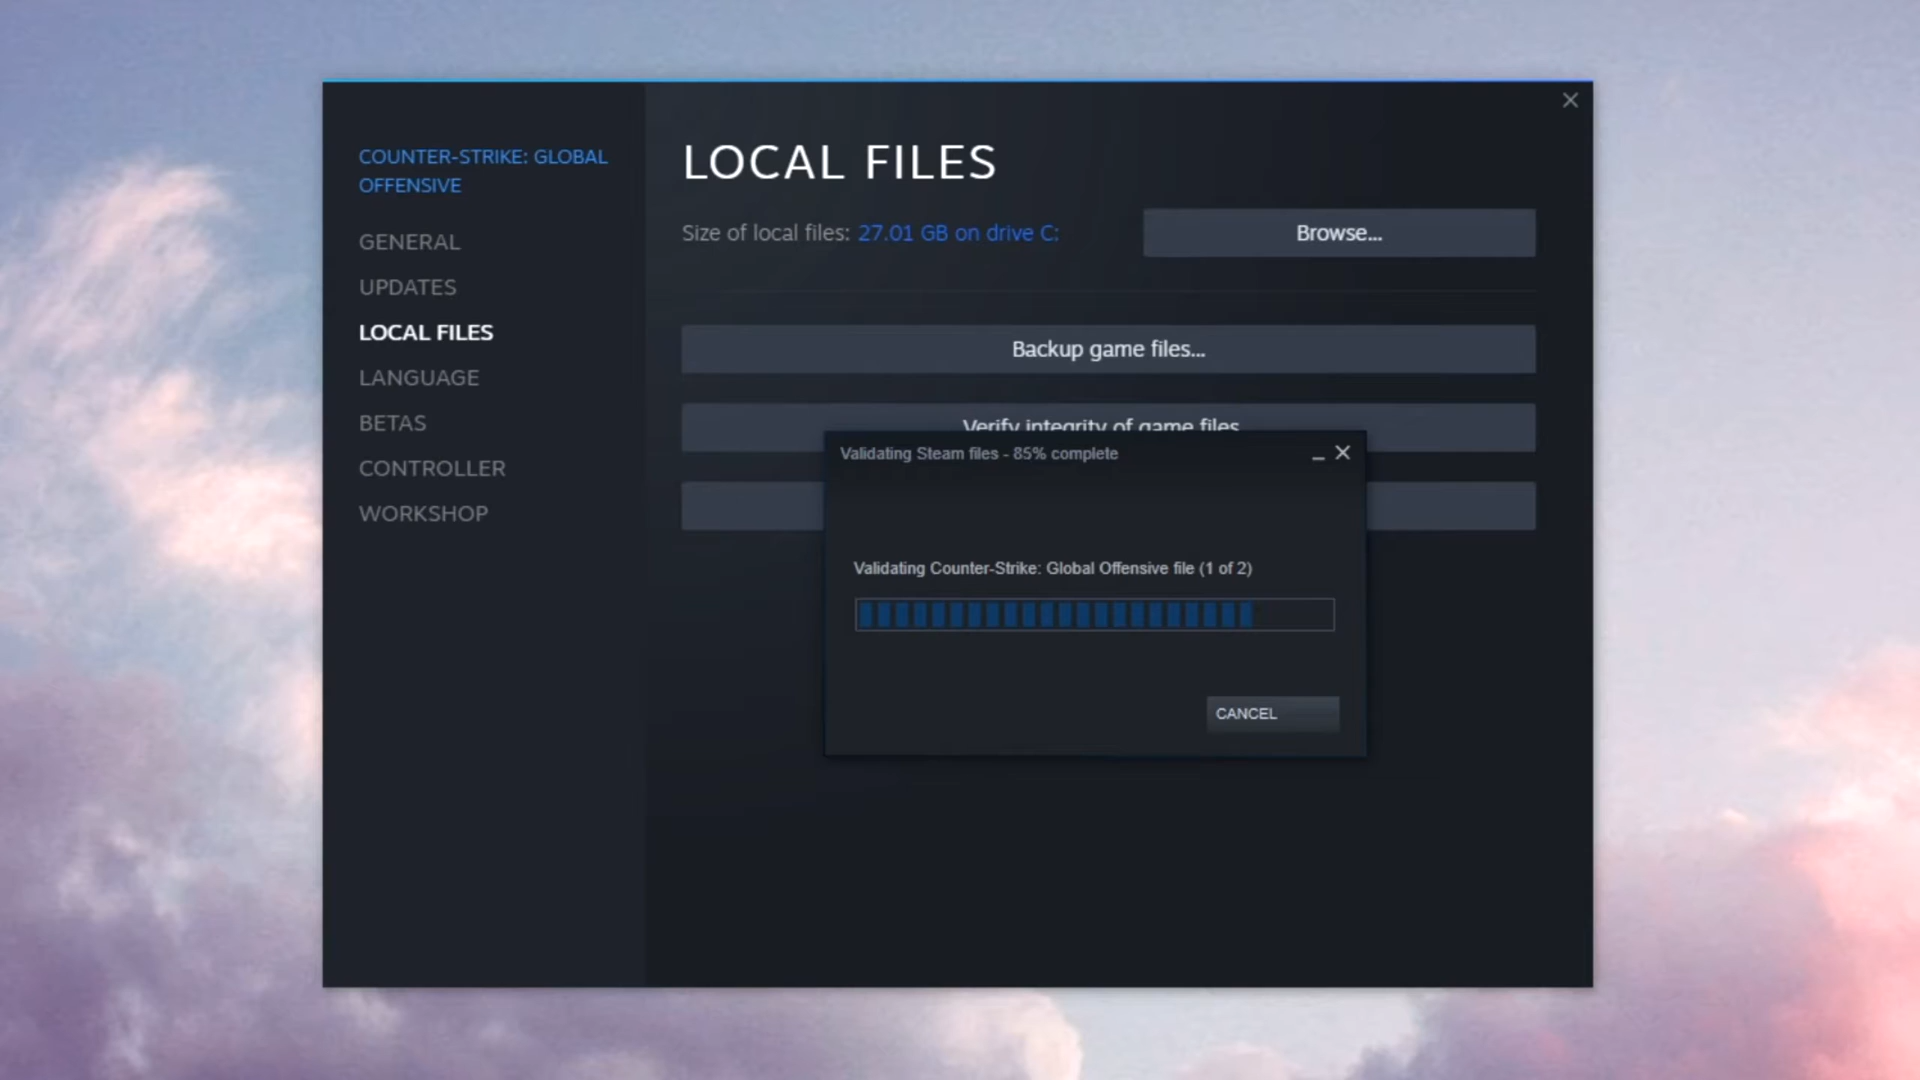 COUNTER-STRIKE: GLOBAL
OFFENSIVE
GENERAL
UPDATES
LOCAL FILES
LANGUAGE
BETAS
CONTROLLER
WORKSHOP
LOCAL FILES
Size of local files: 27.01 GB on drive C:
Browse...
Backup game files...
Verify integrity of game files
Validating Steam files - 85% complete
Validating Counter-Strike: Global Offensive file (1 of 2)
CANCEL